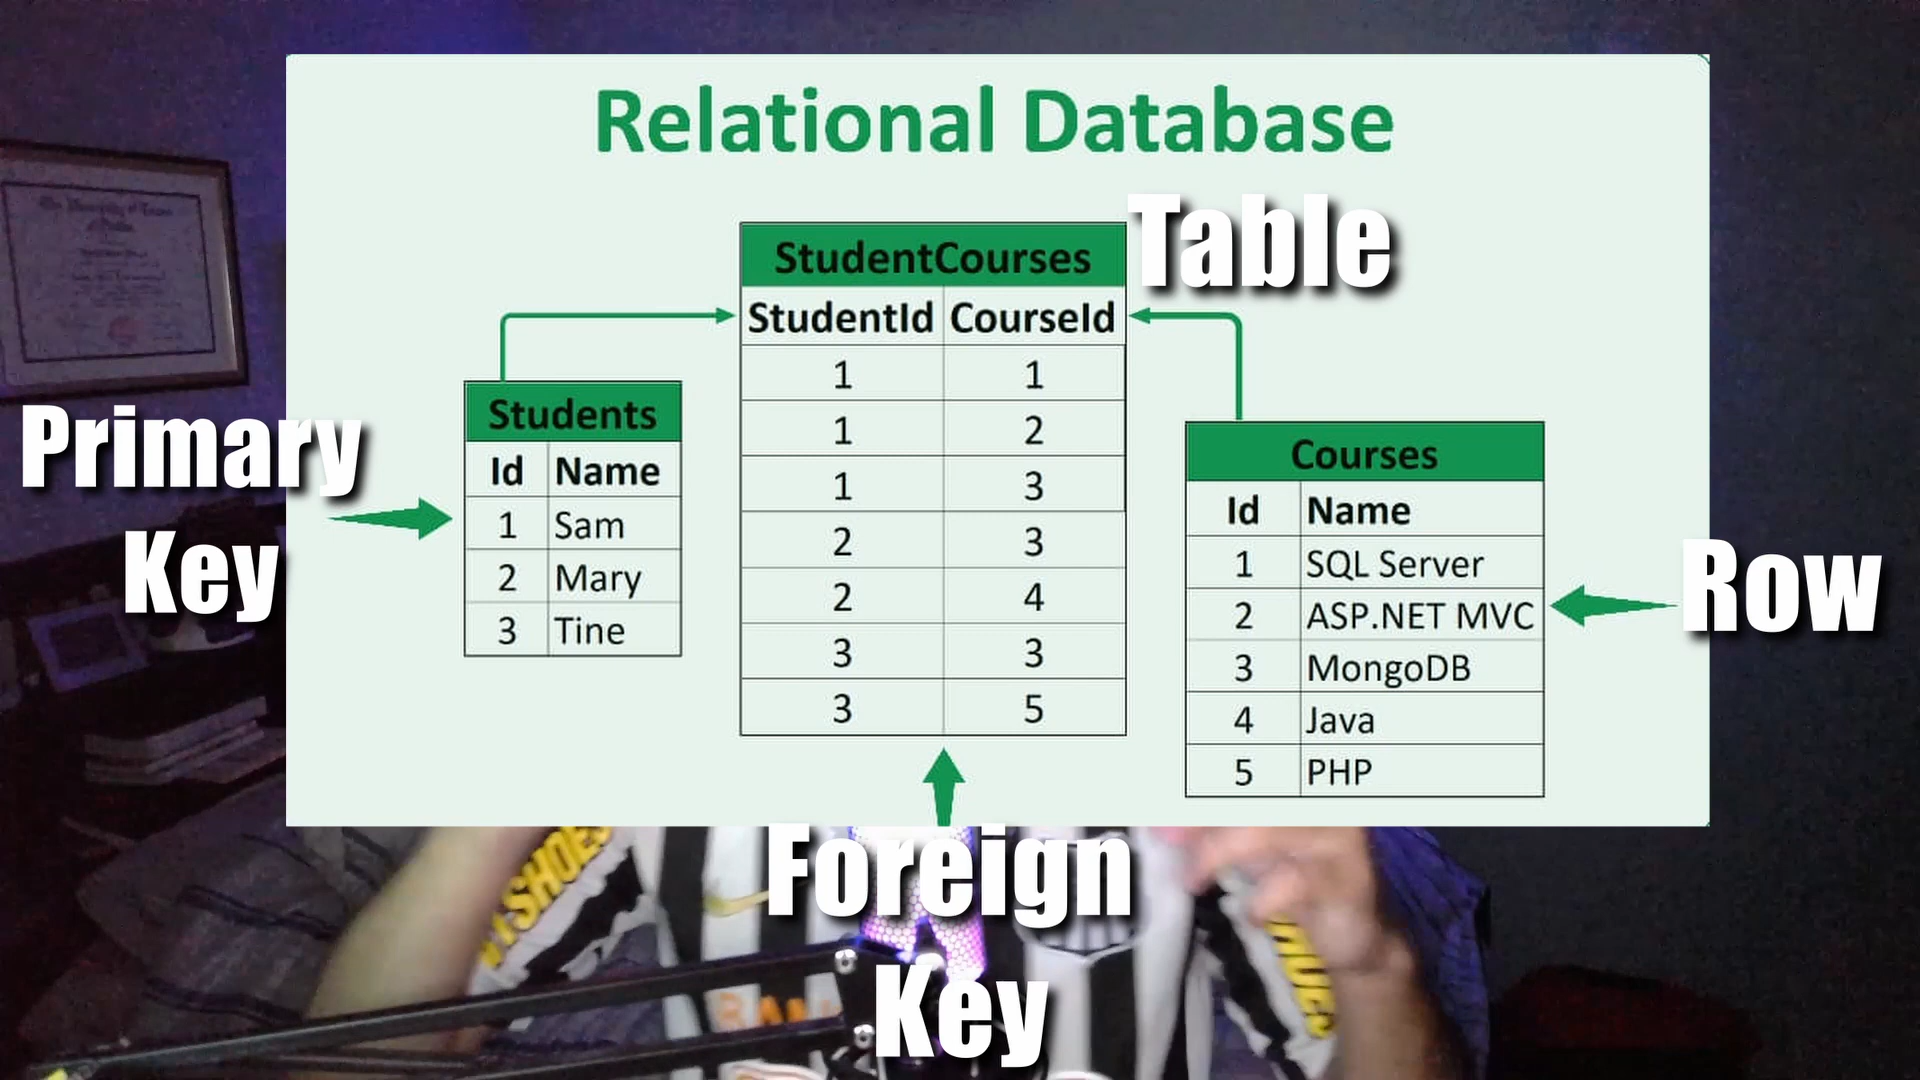 Relational Database
Table
StudentCourses
StudentId CourseId
1 1
1 2
1 3
2 3
2 4
3 3
3 5
Primary
Key
Students
Id Name
1 Sam
2 Mary
3 Tine
Courses
Id Name
1 SQL Server
2 ASP.NET MVC
3 MongoDB
4 Java
5 PHP
Row
Foreign
Key